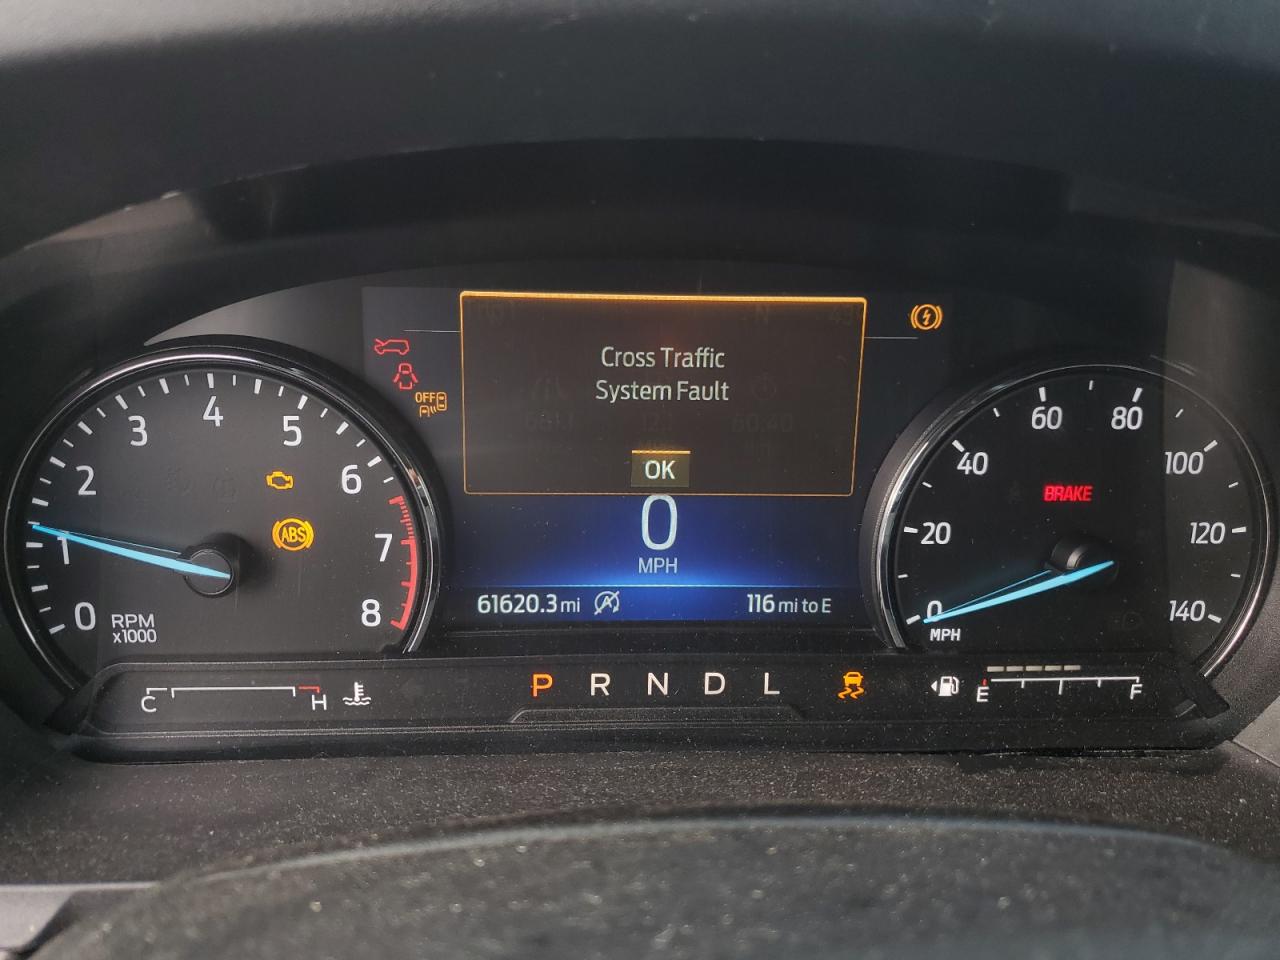 Cross Traffic
System Fault
OK
OFF
0
MPH
61620.3 mi
A
116 mi to E
ABS
0
1
2
3
4
5
6
7
8
RPM
x1000
BRAKE
0
20
40
60
80
100
120
140
MPH
C
H
P R N D L
E
F